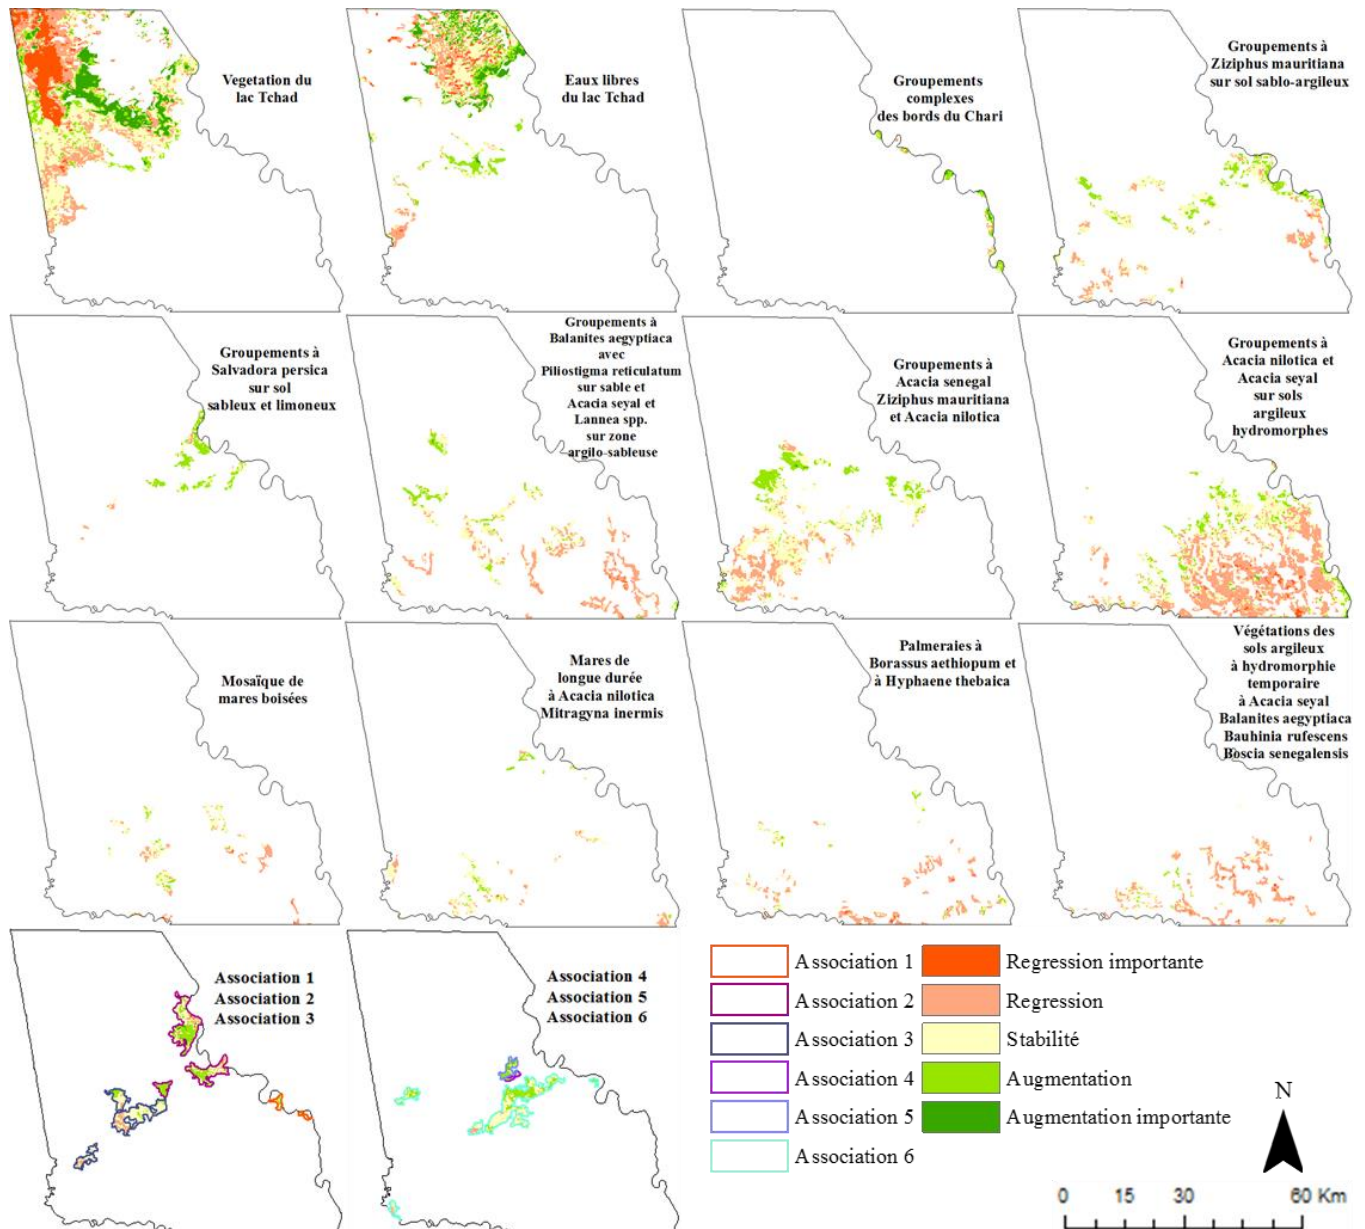 Vegetation du
lac Tchad
Eaux libres
du lac Tchad
Groupements
complexes
des bords du Chari
Groupements à
Ziziphus mauritiana
sur sol sablo-argileux
Groupements à
Salvadora persica
sur sol
sableux et limoneux
Groupements à
Balanites aegyptiaca
avec
Piliostigma reticulatum
sur sable et
Acacia seyal et
Lannea spp.
sur zone
argilo-sableuse
Groupements à
Acacia senegal
Ziziphus mauritiana
et Acacia nilotica
Groupements à
Acacia nilotica et
Acacia seyal
sur sols
argileux
hydromorphes
Mosaïque de
mares boisées
Mares de
longue durée
à Acacia nilotica
Mitragyna inermis
Palmeraies à
Borassus aethiopum et
à Hyphaene thebaica
Végétations des
sols argileux
à hydromorphie
temporaire
à Acacia seyal
Balanites aegyptiaca
Bauhinia rufescens
Boscia senegalensis
Association 1
Association 2
Association 3
Association 4
Association 5
Association 6
Association 1
Association 2
Association 3
Association 4
Association 5
Association 6
Regression importante
Regression
Stabilité
Augmentation
Augmentation importante
N
0 15 30 60 Km